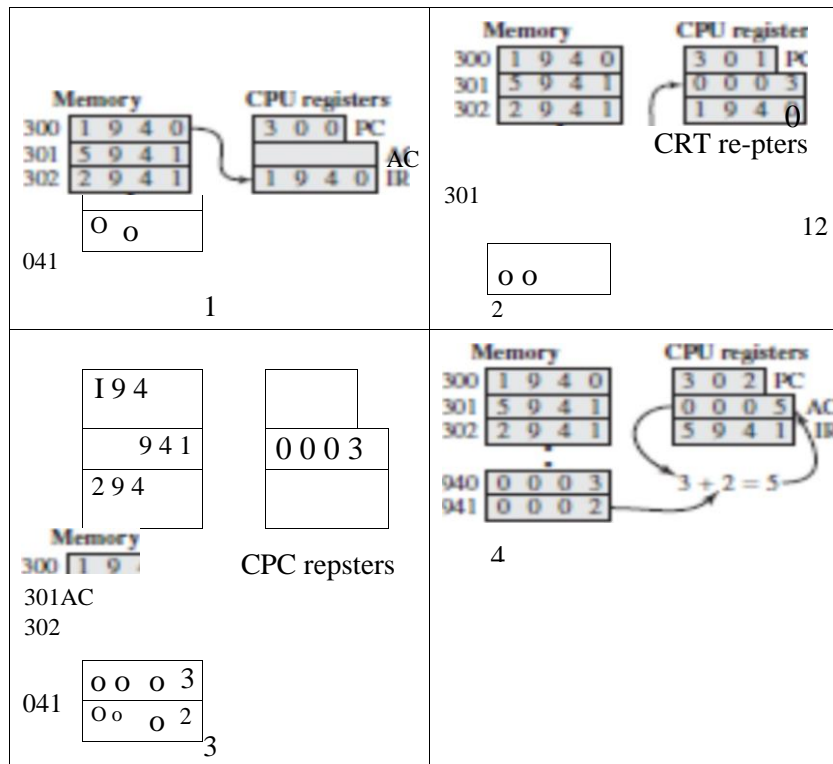 Memory CPU registers
300 1 9 4 0 3 0 0 PC
301 5 9 4 1 AC
302 2 9 4 1 1 9 4 0 IR
O o
041
1
Memory CPU register
300 1 9 4 0 3 0 1 PC
301 5 9 4 1 0 0 0 3
302 2 9 4 1 1 9 4 0
CRT re-pters
301
12
o o
2
I 9 4
9 4 1 0 0 0 3
2 9 4
Memory
300 1 9 CPC repsters
301AC
302
o o o 3
041
O o o 2
3
Memory CPU registers
300 1 9 4 0 3 0 2 PC
301 5 9 4 1 0 0 0 5 AC
302 2 9 4 1 5 9 4 1 IR
940 0 0 0 3 3 + 2 = 5
941 0 0 0 2
4